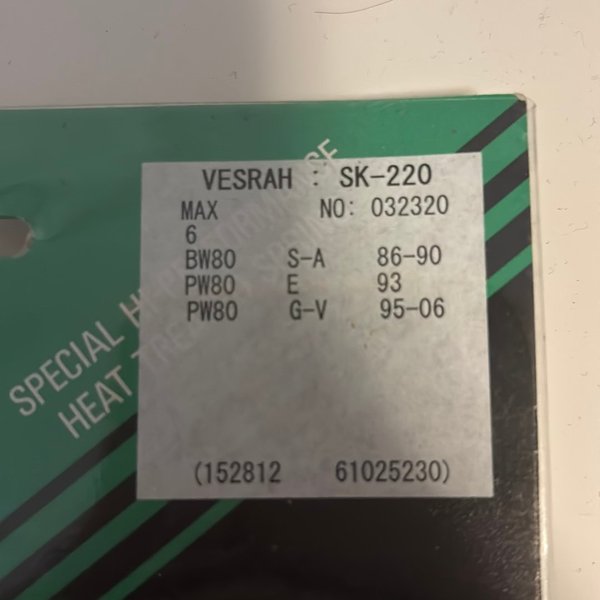 VESRAH : SK-220
MAX NO: 032320
6
BW80 S-A 86-90
PW80 E 93
PW80 G-V 95-06
(152812 61025230)
SPECIAL H
HEAT